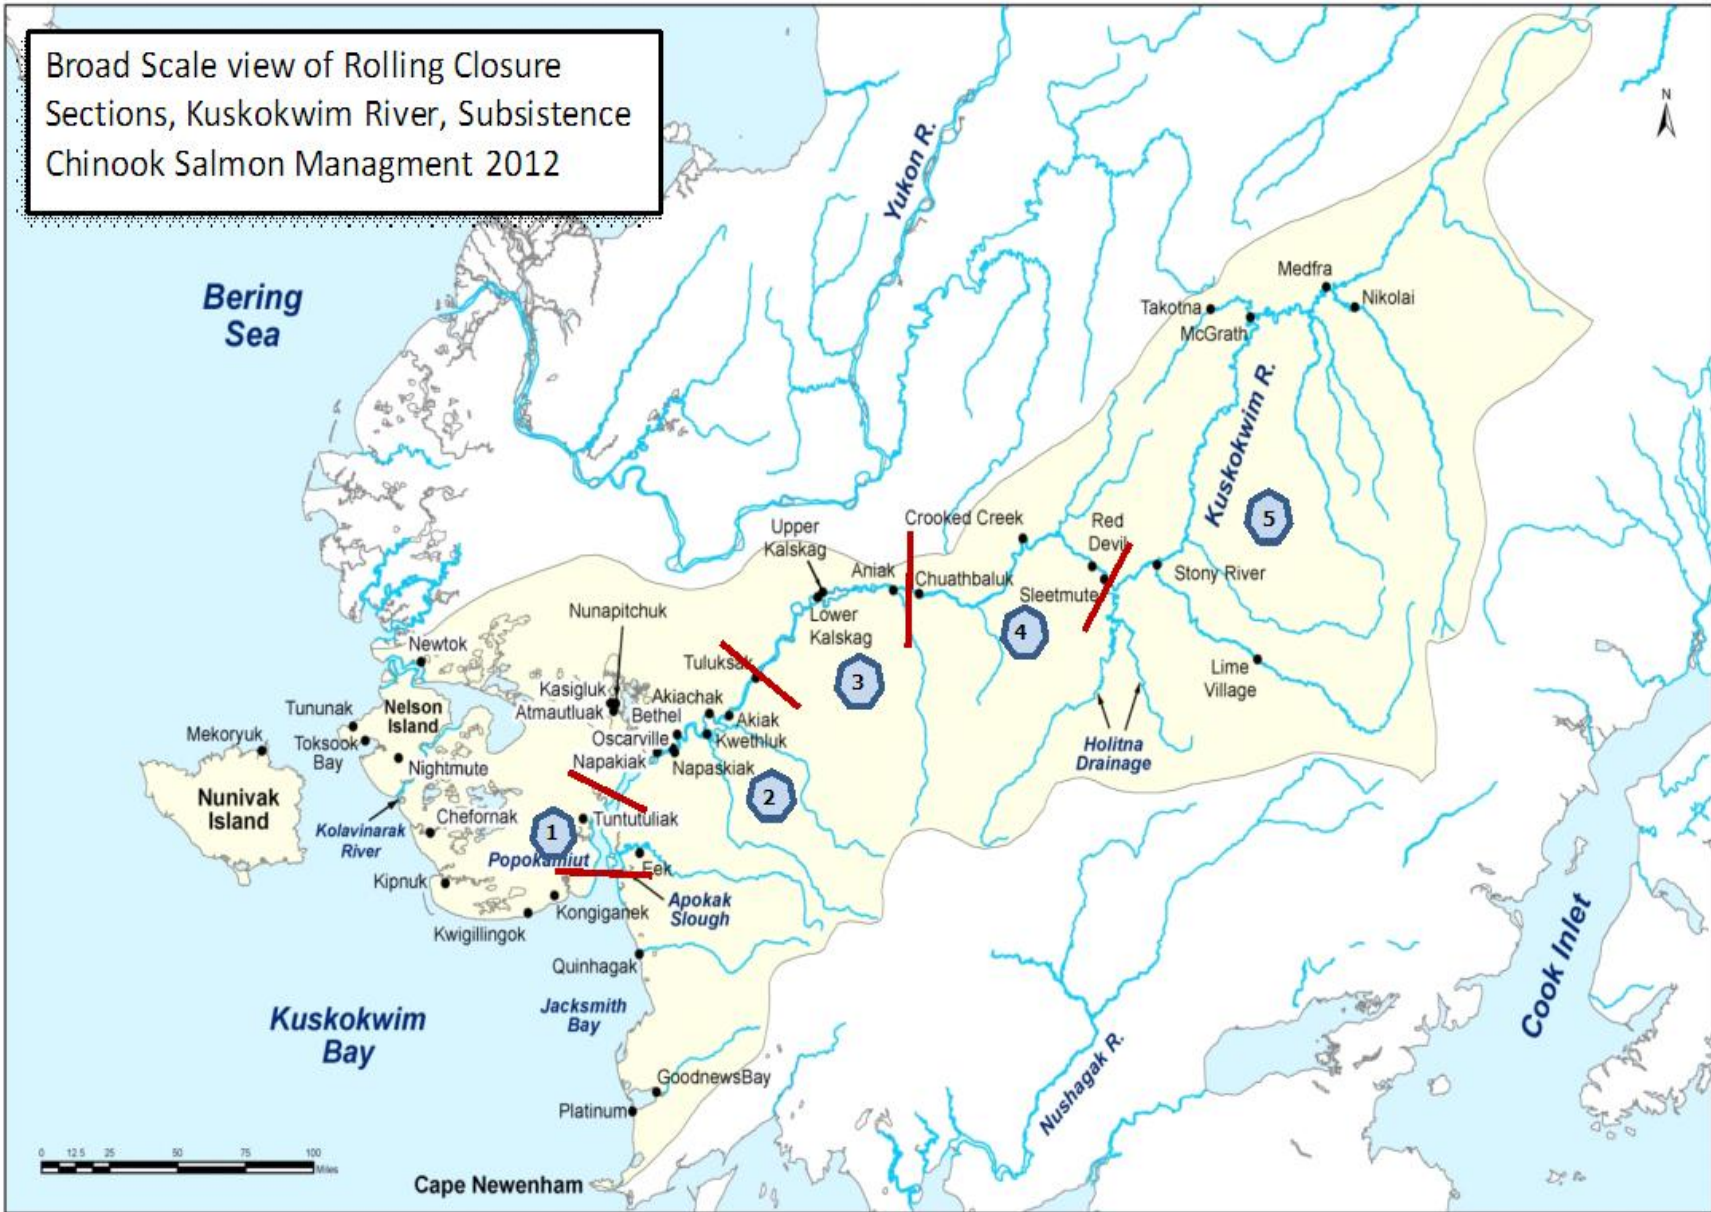 Broad Scale view of Rolling Closure
Sections, Kuskokwim River, Subsistence
Chinook Salmon Managment 2012
N
Yukon R.
Bering
Sea
Medfra
Nikolai
Takotna
McGrath
Kuskokwim R.
5
Crooked Creek
Red
Devil
Upper
Kalskag
Aniak
Chuathbaluk
Stony River
Sleetmute
Lower
Kalskag
4
Nunapitchuk
Newtok
Tuluksak
3
Lime
Village
Kasigluk
Akiachak
Nelson
Island
Atmautluak
Bethel
Akiak
Tununak
Mekoryuk
Oscarville
Kwethluk
Toksook
Bay
Holitna
Drainage
Napakiak
Napaskiak
Nightmute
2
Nunivak
Island
Chefornak
Tuntutuliak
1
Kolavinarak
River
Popokamiut
Eek
Kipnuk
Apokak
Slough
Kongiganek
Kwigillingok
Quinhagak
Jacksmith
Bay
Kuskokwim
Bay
Cook Inlet
Nushagak R.
GoodnewsBay
Platinum
0 12.5 25 50 75 100
Miles
Cape Newenham